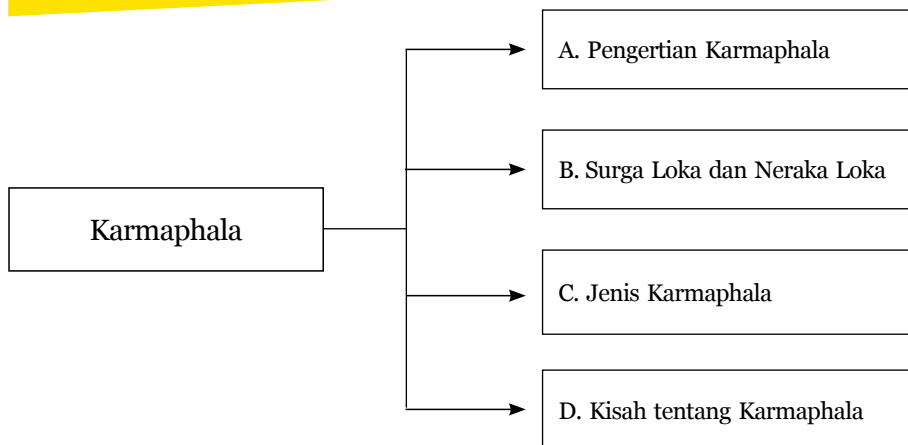 A. Pengertian Karmaphala
B. Surga Loka dan Neraka Loka
Karmaphala
C. Jenis Karmaphala
D. Kisah tentang Karmaphala